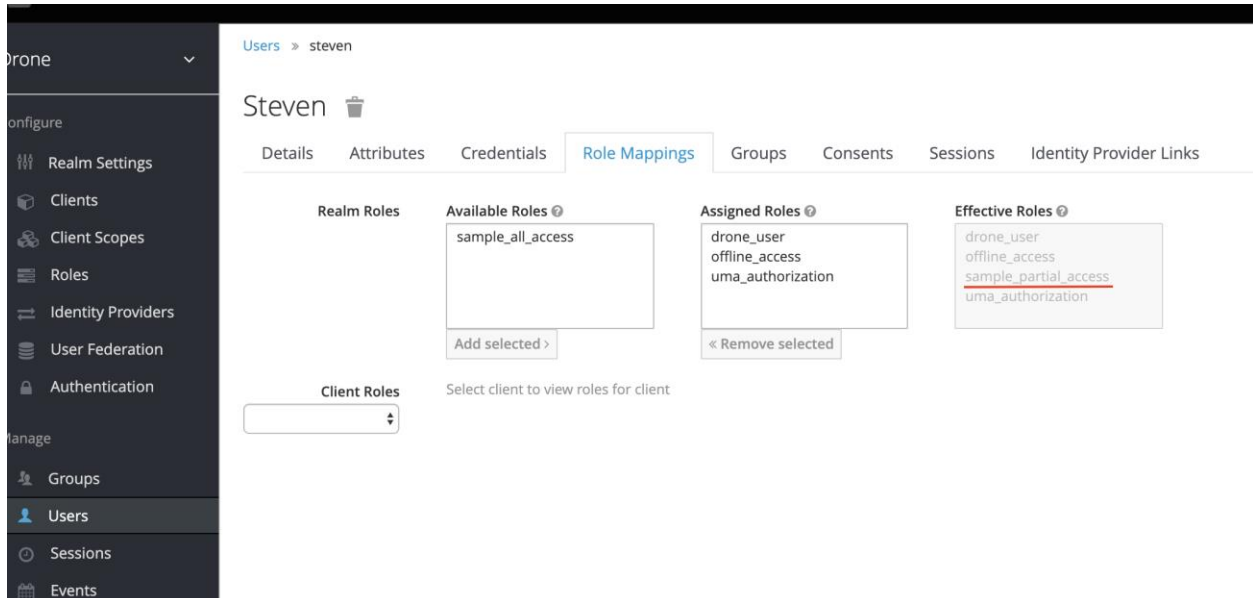 Users » steven
Drone
Steven
onfigure
Details Attributes Credentials Role Mappings Groups Consents Sessions Identity Provider Links
Realm Settings
Clients
Client Scopes
Roles
Identity Providers
User Federation
Authentication
Realm Roles
Available Roles
sample_all_access
Add selected >
Assigned Roles
drone_user
offline_access
uma_authorization
« Remove selected
Effective Roles
drone_user
offline_access
sample_partial_access
uma_authorization
Client Roles
Select client to view roles for client
Manage
Groups
Users
Sessions
Events